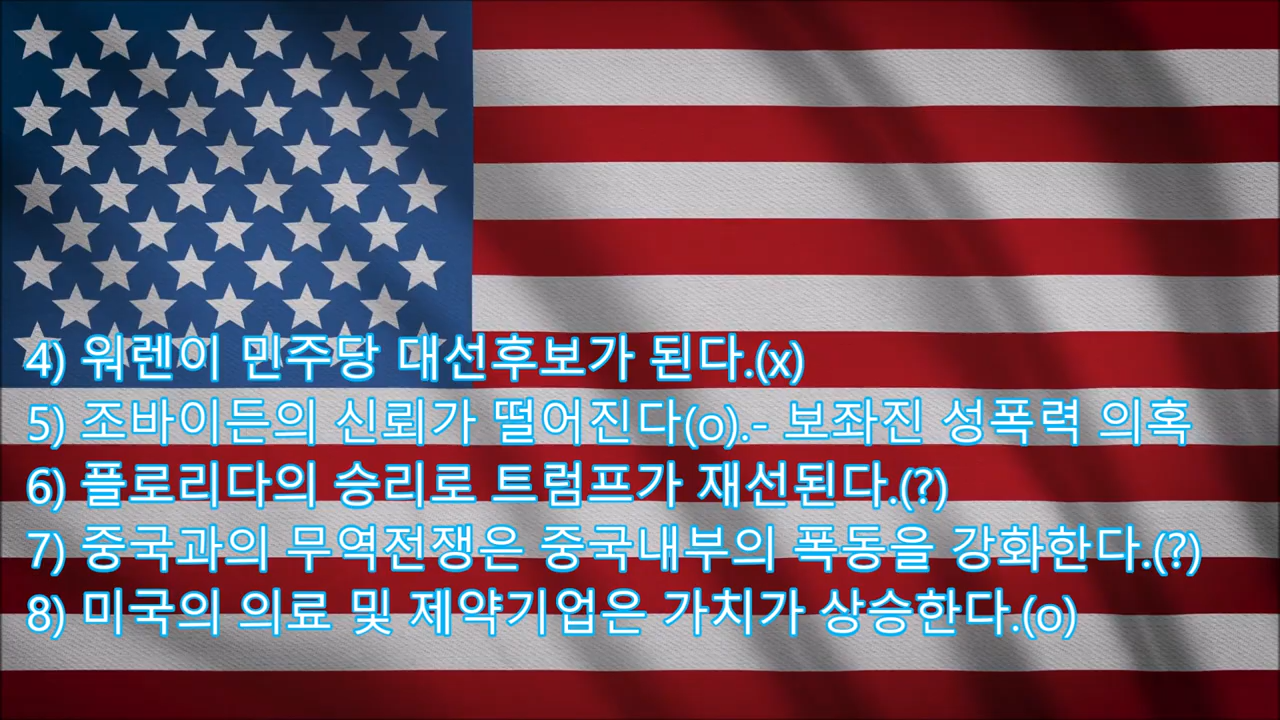 4) 워렌이 민주당 대선후보가 된다.(x)
5) 조바이든의 신뢰가 떨어진다(o).- 보좌진 성폭력 의혹
6) 플로리다의 승리로 트럼프가 재선된다.(?)
7) 중국과의 무역전쟁은 중국내부의 폭동을 강화한다.(?)
8) 미국의 의료 및 제약기업은 가치가 상승한다.(o)